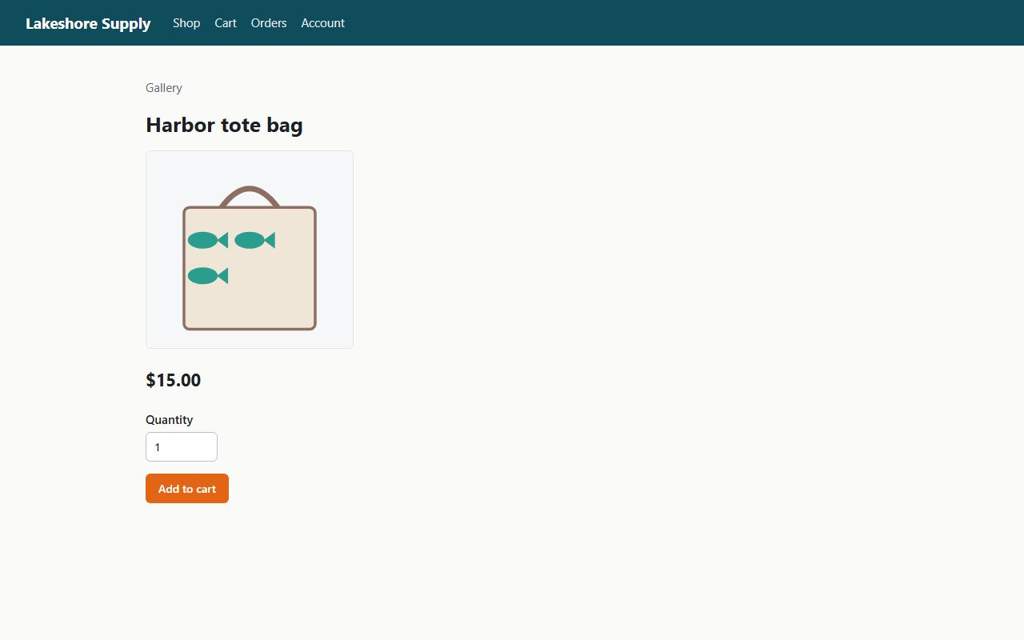 Lakeshore Supply Shop Cart Orders Account
Gallery
Harbor tote bag
$15.00
Quantity
1
Add to cart